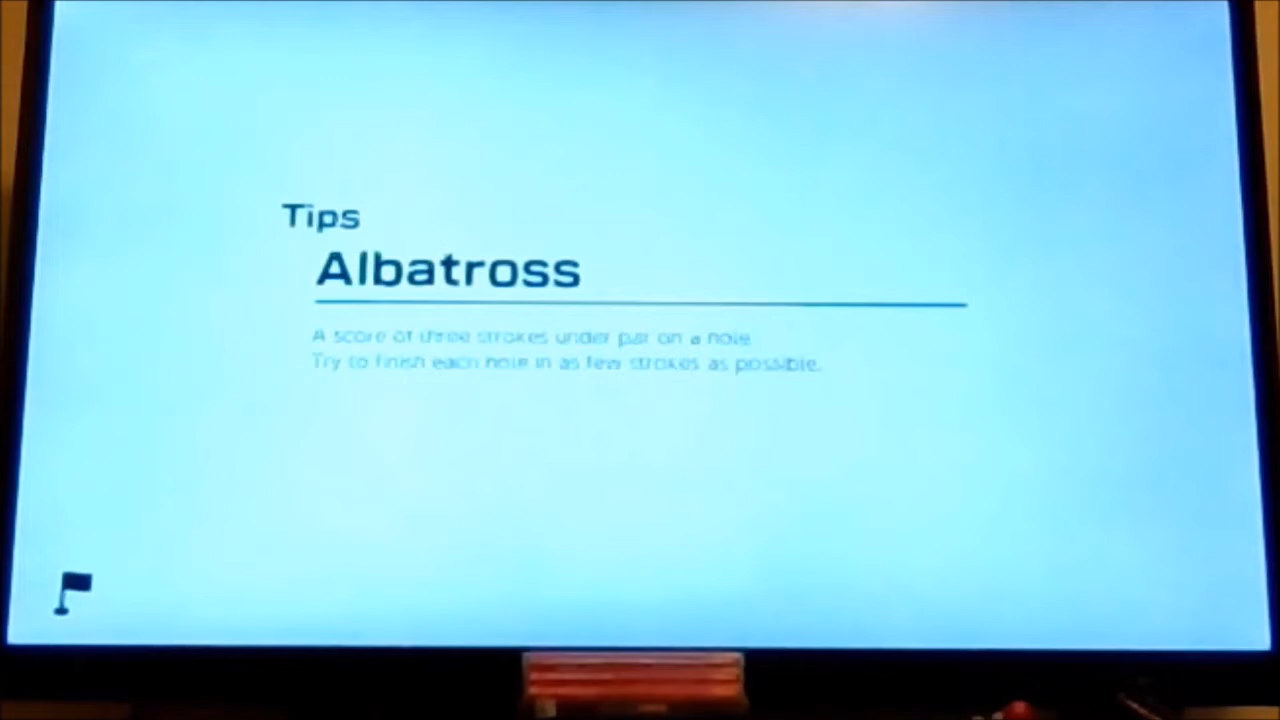 Tips
Albatross
A score of three strokes under par on a hole.
Try to finish each hole in as few strokes as possible.